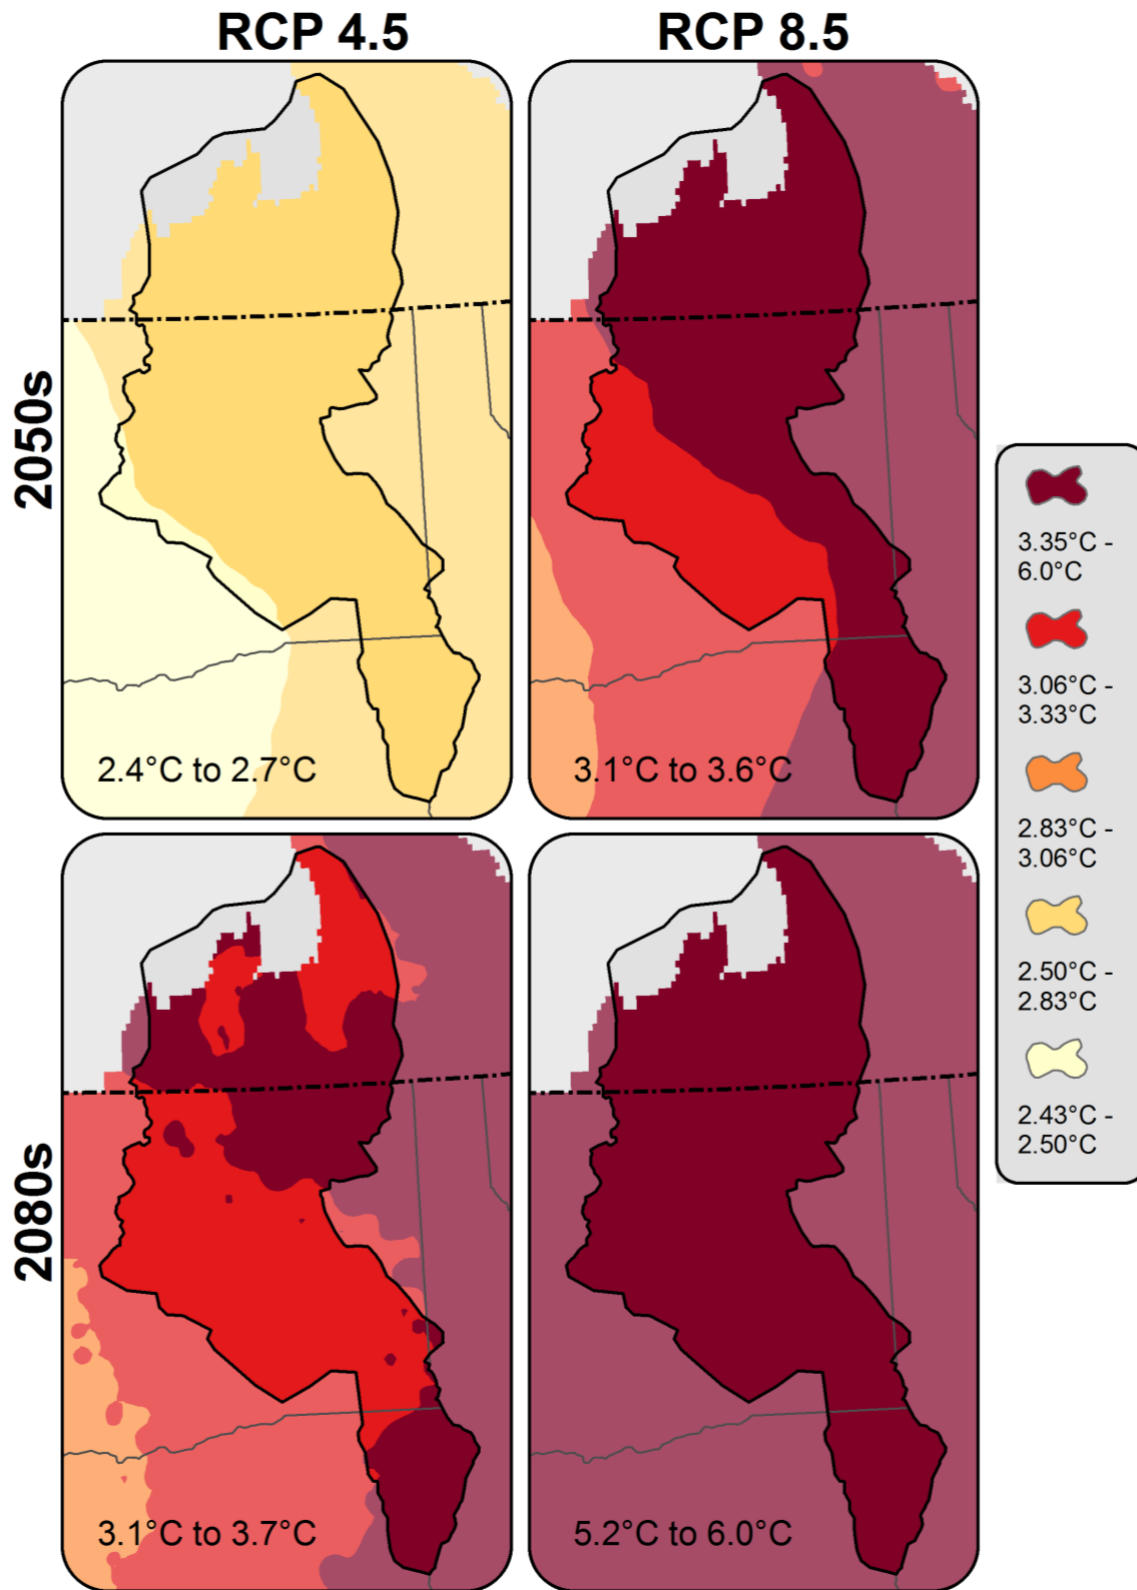 RCP 4.5
RCP 8.5
2050s
2.4°C to 2.7°C
3.1°C to 3.6°C
2080s
3.1°C to 3.7°C
5.2°C to 6.0°C
3.35°C -
6.0°C
3.06°C -
3.33°C
2.83°C -
3.06°C
2.50°C -
2.83°C
2.43°C -
2.50°C